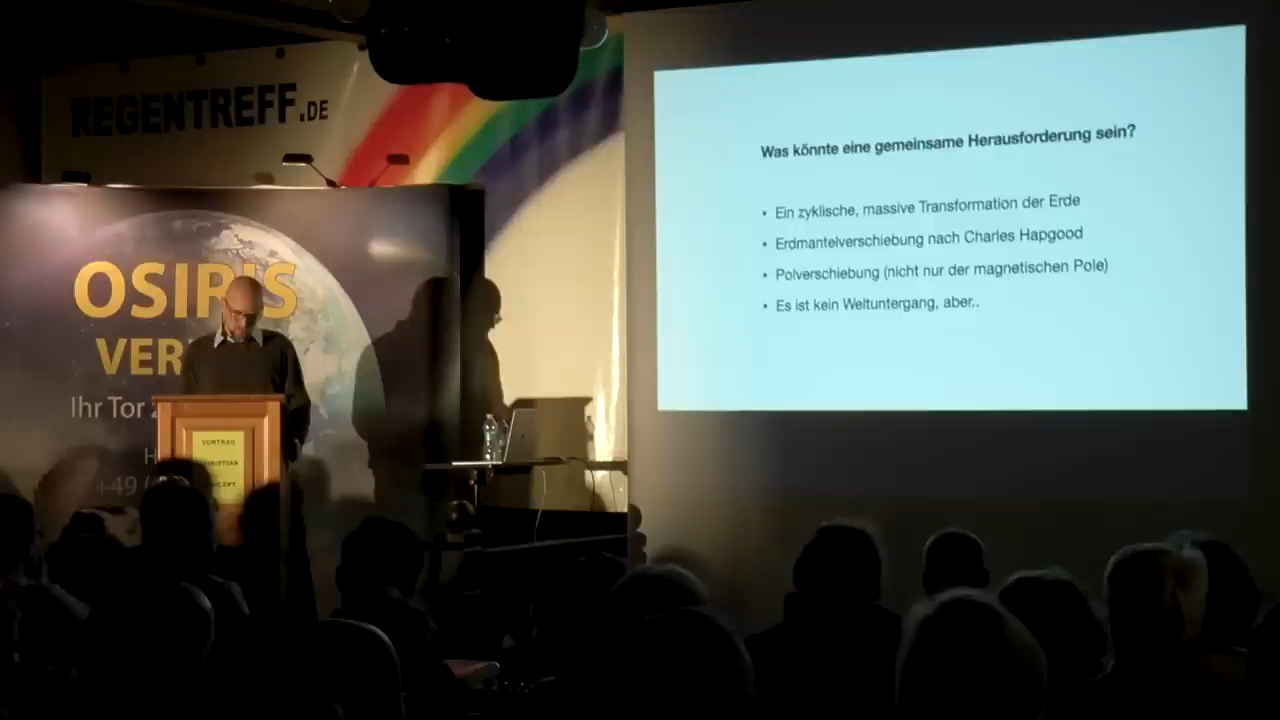 REGENTREFF.DE
OSIRIS
VER
Ihr Tor
H
+49 (
VORTRAG
CHRISTIAN
Was könnte eine gemeinsame Herausforderung sein?
• Ein zyklische, massive Transformation der Erde
• Erdmantelverschiebung nach Charles Hapgood
• Polverschiebung (nicht nur der magnetischen Pole)
• Es ist kein Weltuntergang, aber..